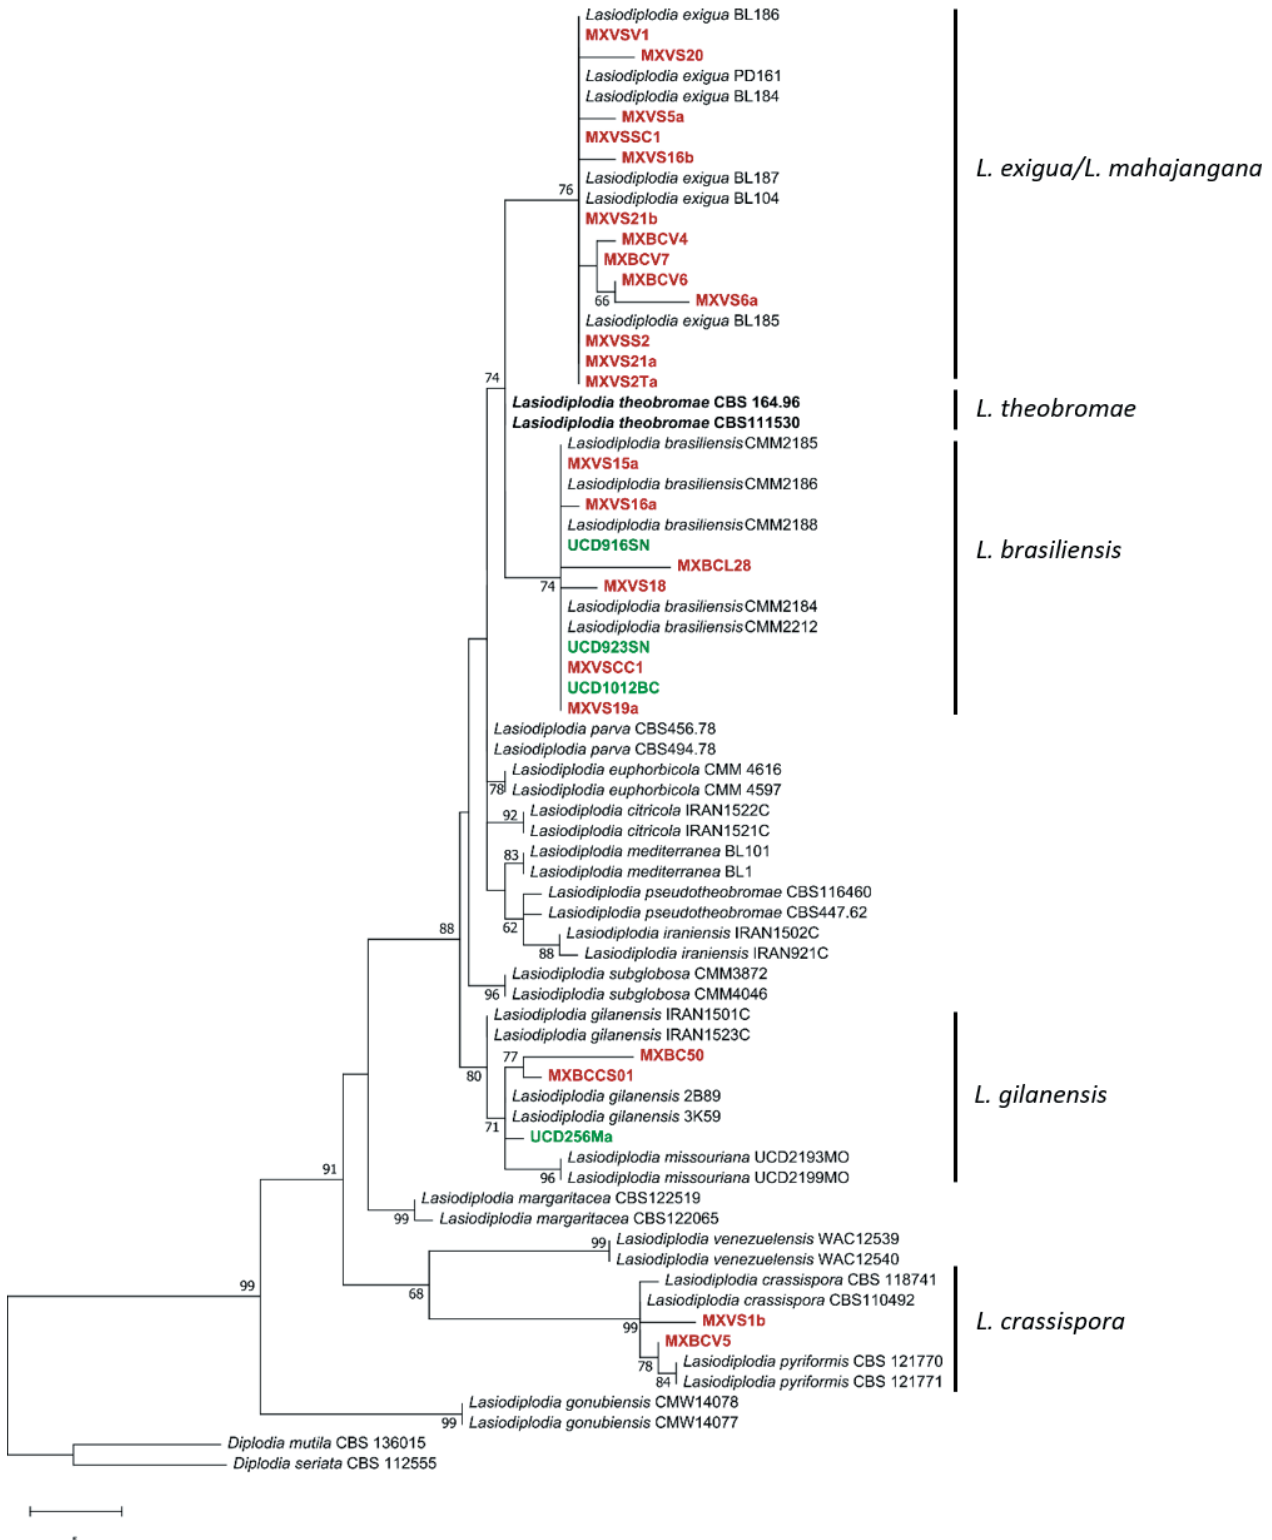 Lasiodiplodia exigua BL186
MXVSV1
MXVS20
Lasiodiplodia exigua PD161
Lasiodiplodia exigua BL184
MXVS5a
MXVSSC1
MXVS16b
L. exigua/L. mahajangana
Lasiodiplodia exigua BL187
76
Lasiodiplodia exigua BL104
MXVS21b
MXBCV4
MXBCV7
MXBCV6
66
MXVS6a
Lasiodiplodia exigua BL185
MXVSS2
MXVS21a
74
MXVS2Ta
Lasiodiplodia theobromae CBS 164.96
L. theobromae
Lasiodiplodia theobromae CBS111530
Lasiodiplodia brasiliensis CMM2185
MXVS15a
Lasiodiplodia brasiliensis CMM2186
MXVS16a
Lasiodiplodia brasiliensis CMM2188
UCD916SN
L. brasiliensis
MXBCL28
74
MXVS18
Lasiodiplodia brasiliensis CMM2184
Lasiodiplodia brasiliensis CMM2212
UCD923SN
MXVSCC1
UCD1012BC
MXVS19a
Lasiodiplodia parva CBS456.78
Lasiodiplodia parva CBS494.78
Lasiodiplodia euphorbicola CMM 4616
78
Lasiodiplodia euphorbicola CMM 4597
92
Lasiodiplodia citricola IRAN1522C
Lasiodiplodia citricola IRAN1521C
83
Lasiodiplodia mediterranea BL101
Lasiodiplodia mediterranea BL1
Lasiodiplodia pseudotheobromae CBS116460
Lasiodiplodia pseudotheobromae CBS447.62
62
88
Lasiodiplodia iraniensis IRAN1502C
88
Lasiodiplodia iraniensis IRAN921C
Lasiodiplodia subglobosa CMM3872
96
Lasiodiplodia subglobosa CMM4046
Lasiodiplodia gilanensis IRAN1501C
Lasiodiplodia gilanensis IRAN1523C
77
MXBC50
80
MXBCCS01
L. gilanensis
Lasiodiplodia gilanensis 2B89
Lasiodiplodia gilanensis 3K59
71
UCD256Ma
Lasiodiplodia missouriana UCD2193MO
91
96
Lasiodiplodia missouriana UCD2199MO
Lasiodiplodia margaritacea CBS122519
99
Lasiodiplodia margaritacea CBS122065
99
Lasiodiplodia venezuelensis WAC12539
Lasiodiplodia venezuelensis WAC12540
99
68
Lasiodiplodia crassispora CBS 118741
Lasiodiplodia crassispora CBS110492
99
MXVS1b
L. crassispora
MXBCV5
78
Lasiodiplodia pyriformis CBS 121770
84
Lasiodiplodia pyriformis CBS 121771
Lasiodiplodia gonubiensis CMW14078
99
Lasiodiplodia gonubiensis CMW14077
Diplodia mutila CBS 136015
Diplodia seriata CBS 112555